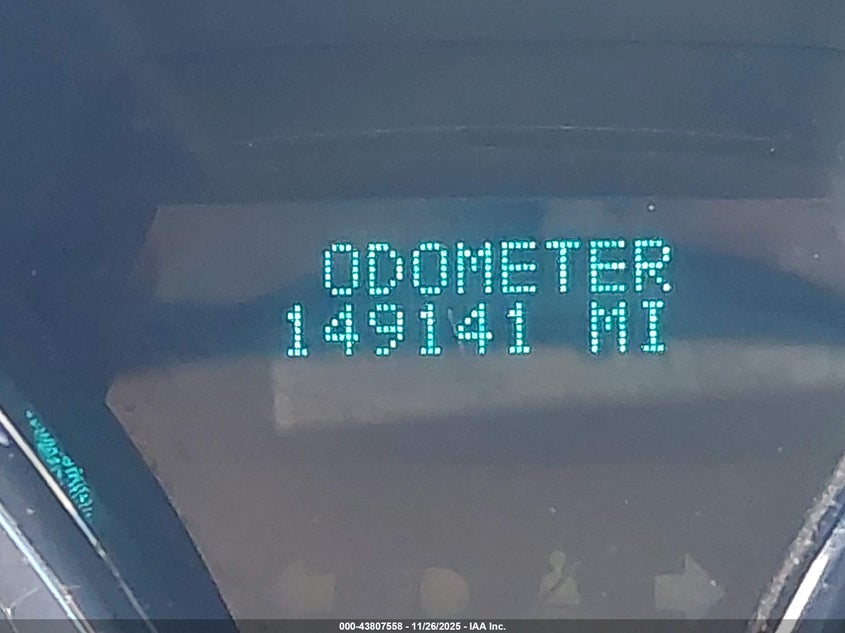 ODOMETER
149141 MI
000-43807558 - 11/26/2025 - IAA Inc.